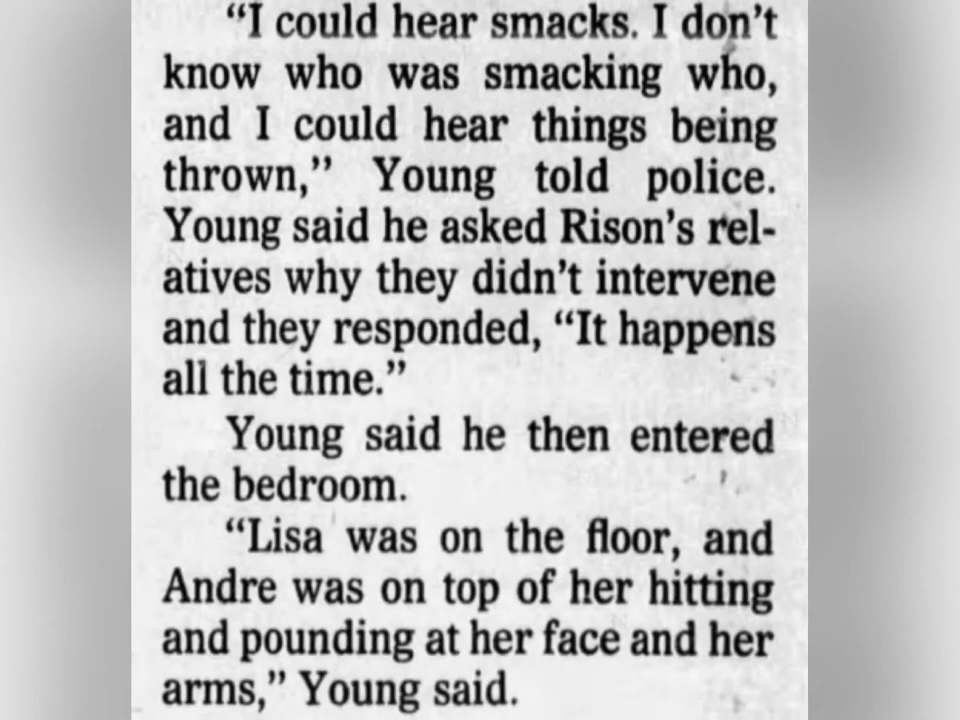 “I could hear smacks. I don’t
know who was smacking who,
and I could hear things being
thrown,” Young told police.
Young said he asked Rison’s rel-
atives why they didn’t intervene
and they responded, “It happens
all the time.”
Young said he then entered
the bedroom.
“Lisa was on the floor, and
Andre was on top of her hitting
and pounding at her face and her
arms,” Young said.